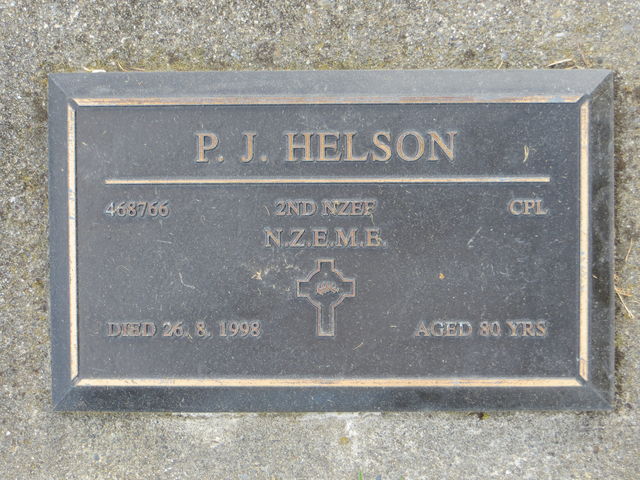 P. J. HELSON
468766 2ND NZEF CPL
N.Z.E.M.E.
DIED 26. 8. 1998 AGED 80 YRS